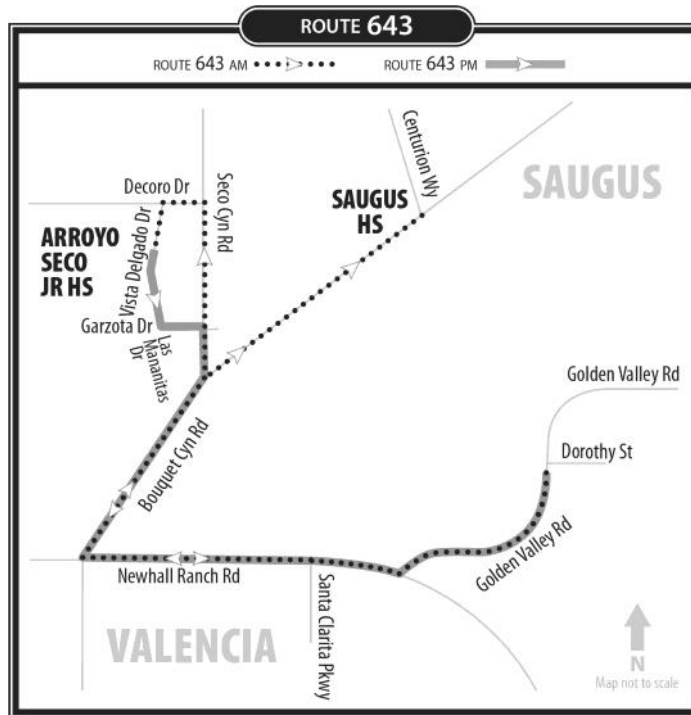 ROUTE 643
ROUTE 643 AM
ROUTE 643 PM
Centurion Wy
SAUGUS
Decoro Dr
Seco Cyn Rd
SAUGUS
HS
Vista Delgado Dr
ARROYO
SECO
JR HS
Garzota Dr
Las
Mananitas
Dr
Golden Valley Rd
Bouquet Cyn Rd
Dorothy St
Golden Valley Rd
Newhall Ranch Rd
Santa Clarita Pkwy
VALENCIA
N
Map not to scale